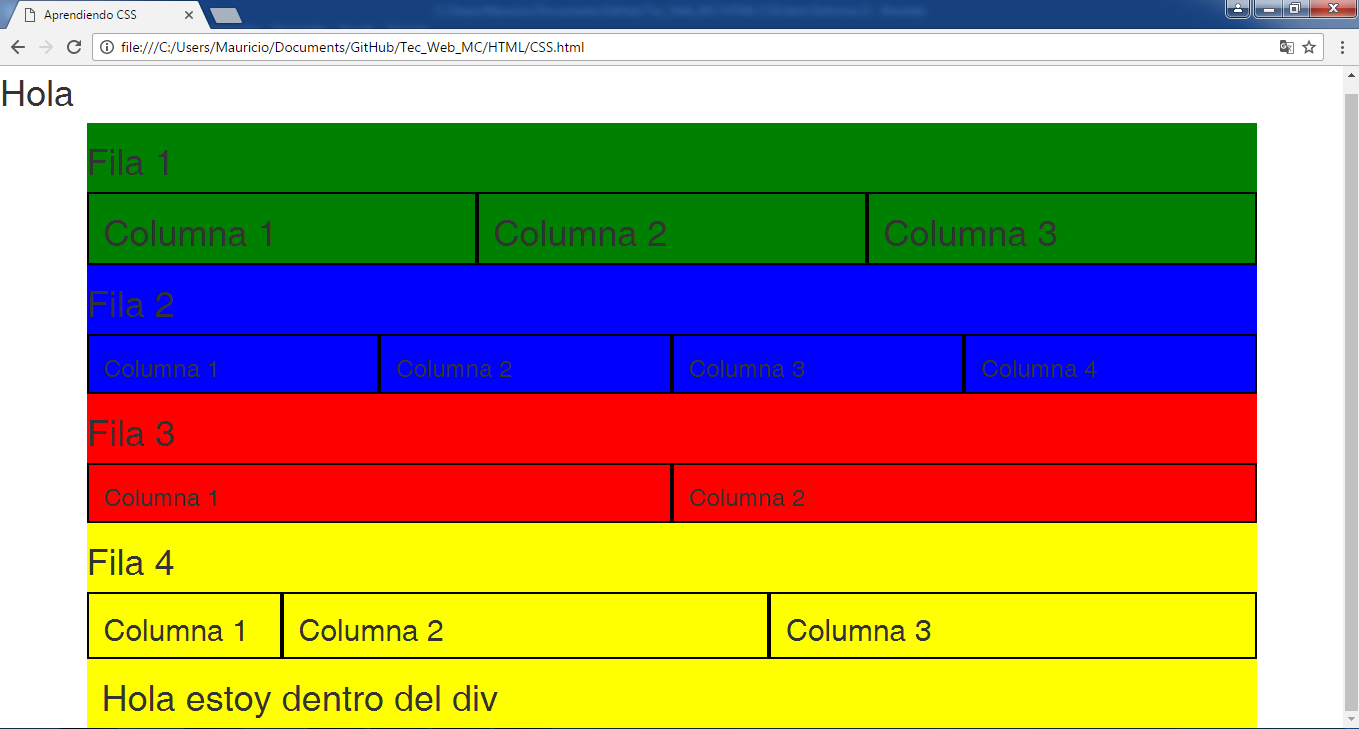 Aprendiendo CSS
file:///C:/Users/Mauricio/Documents/GitHub/Tec_Web_MC/HTML/CSS.html
Hola
Fila 1
Columna 1 Columna 2 Columna 3
Fila 2
Columna 1 Columna 2 Columna 3 Columna 4
Fila 3
Columna 1 Columna 2
Fila 4
Columna 1 Columna 2 Columna 3
Hola estoy dentro del div